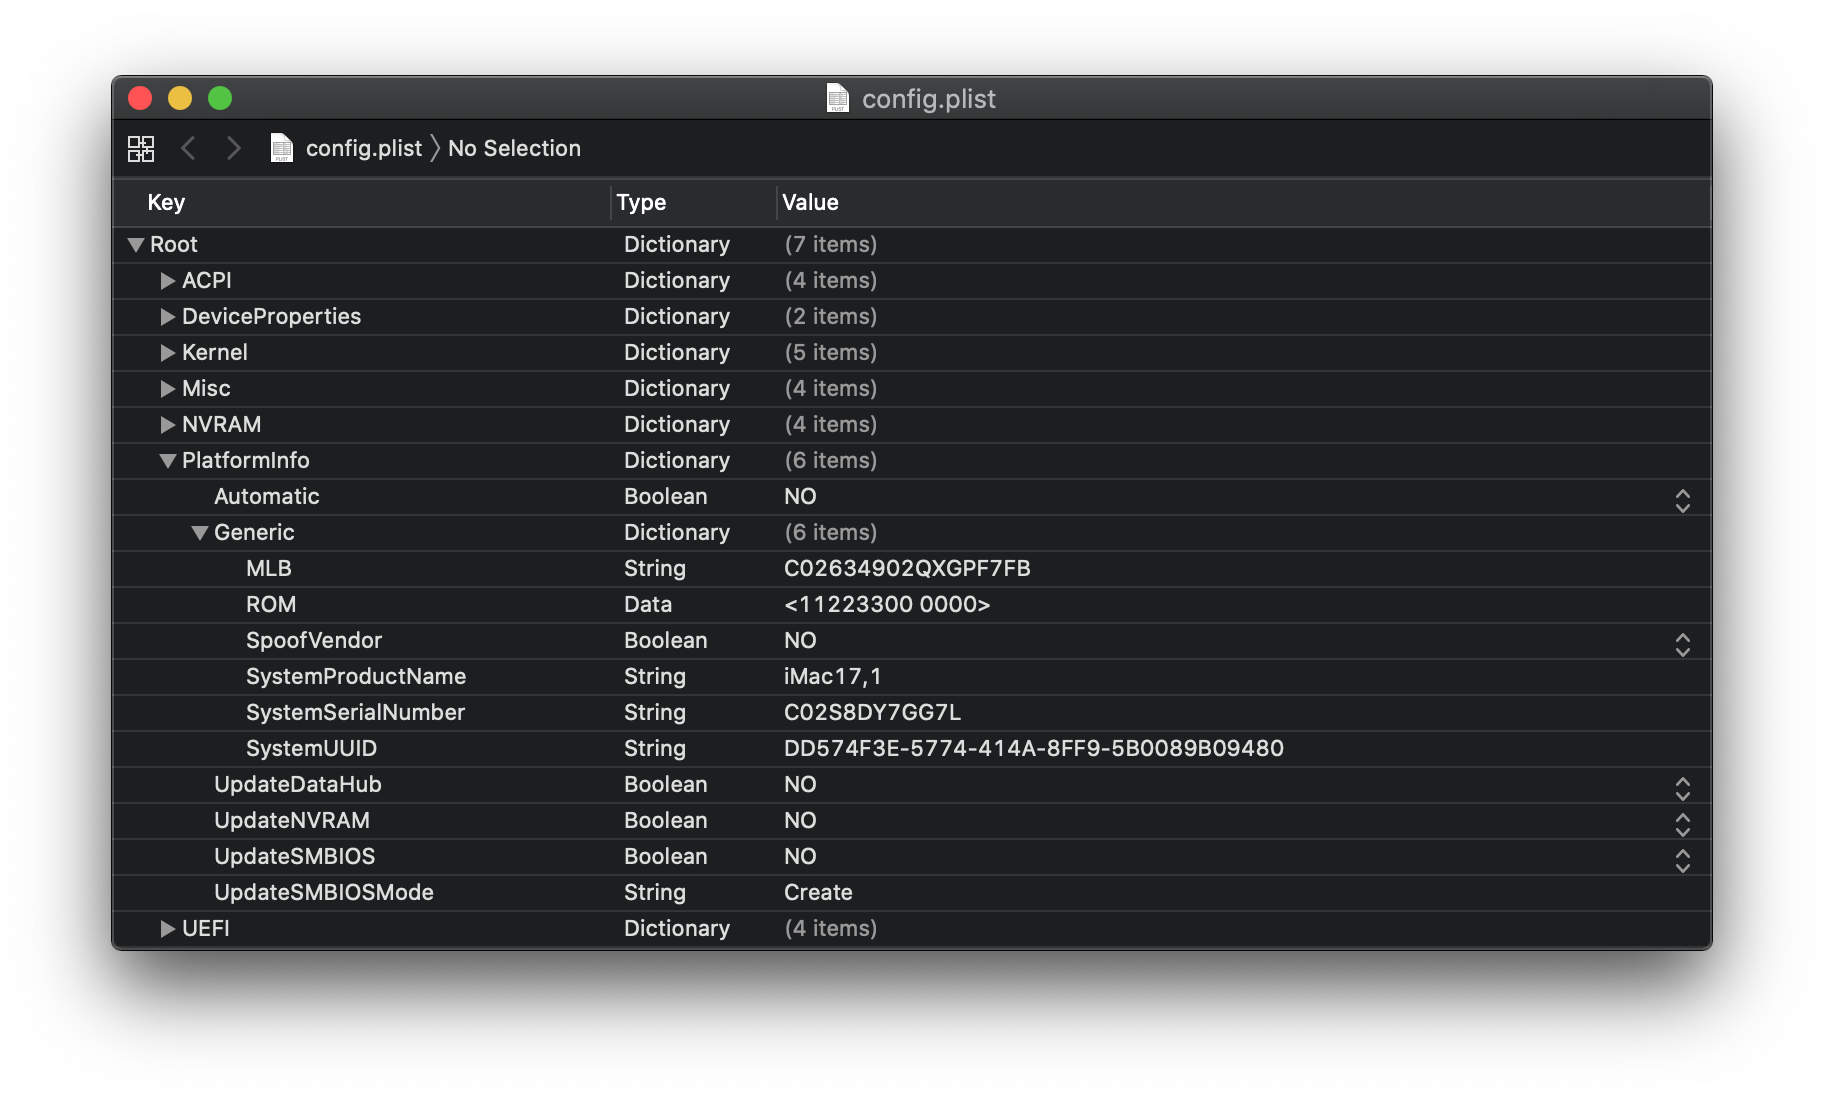 config.plist
config.plist 〉 No Selection
Key Type Value
Root Dictionary (7 items)
ACPI Dictionary (4 items)
DeviceProperties Dictionary (2 items)
Kernel Dictionary (5 items)
Misc Dictionary (4 items)
NVRAM Dictionary (4 items)
PlatformInfo Dictionary (6 items)
Automatic Boolean NO
Generic Dictionary (6 items)
MLB String C02634902QXGPF7FB
ROM Data <11223300 0000>
SpoofVendor Boolean NO
SystemProductName String iMac17,1
SystemSerialNumber String C02S8DY7GG7L
SystemUUID String DD574F3E-5774-414A-8FF9-5B0089B09480
UpdateDataHub Boolean NO
UpdateNVRAM Boolean NO
UpdateSMBIOS Boolean NO
UpdateSMBIOSMode String Create
UEFI Dictionary (4 items)